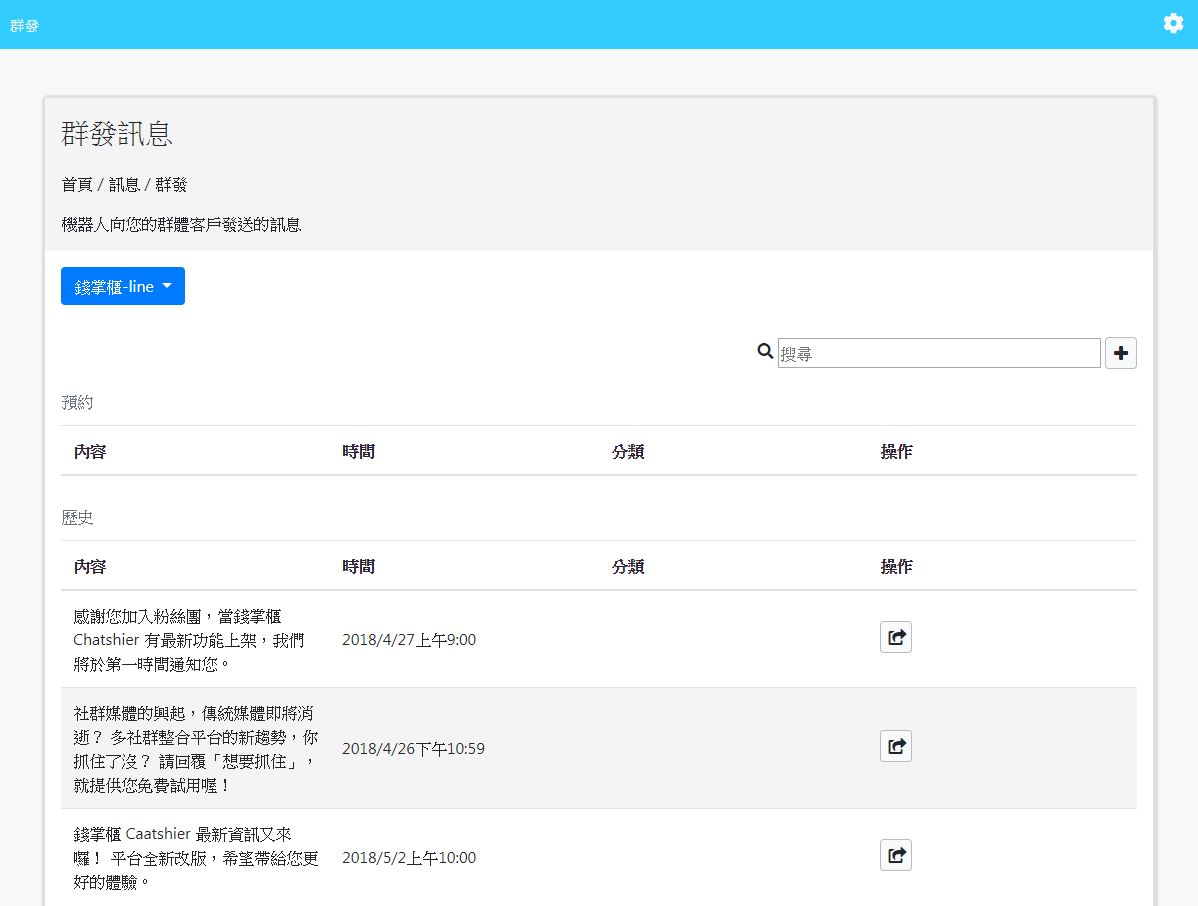 群發
群發訊息
首頁 / 訊息 / 群發
機器人向您的群體客戶發送的訊息
錢掌櫃-line
搜尋
預約
內容 時間 分類 操作
歷史
內容 時間 分類 操作
感謝您加入粉絲團，當錢掌櫃
Chatshier 有最新功能上架，我們
將於第一時間通知您。
2018/4/27上午9:00
社群媒體的興起，傳統媒體即將消
逝？ 多社群整合平台的新趨勢，你
抓住了沒？ 請回覆「想要抓住」，
就提供您免費試用喔！
2018/4/26下午10:59
錢掌櫃 Caatshier 最新資訊又來
囉！ 平台全新改版，希望帶給您更
好的體驗。
2018/5/2上午10:00